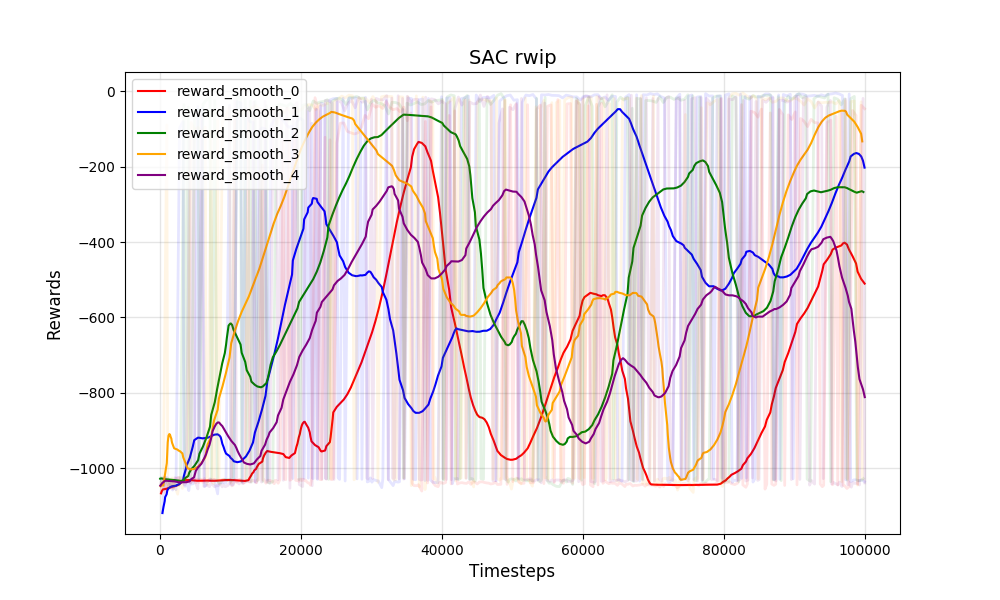 SAC rwip
reward_smooth_0
reward_smooth_1
reward_smooth_2
reward_smooth_3
reward_smooth_4
0
−200
−400
−600
−800
−1000
Rewards
0 20000 40000 60000 80000 100000
Timesteps